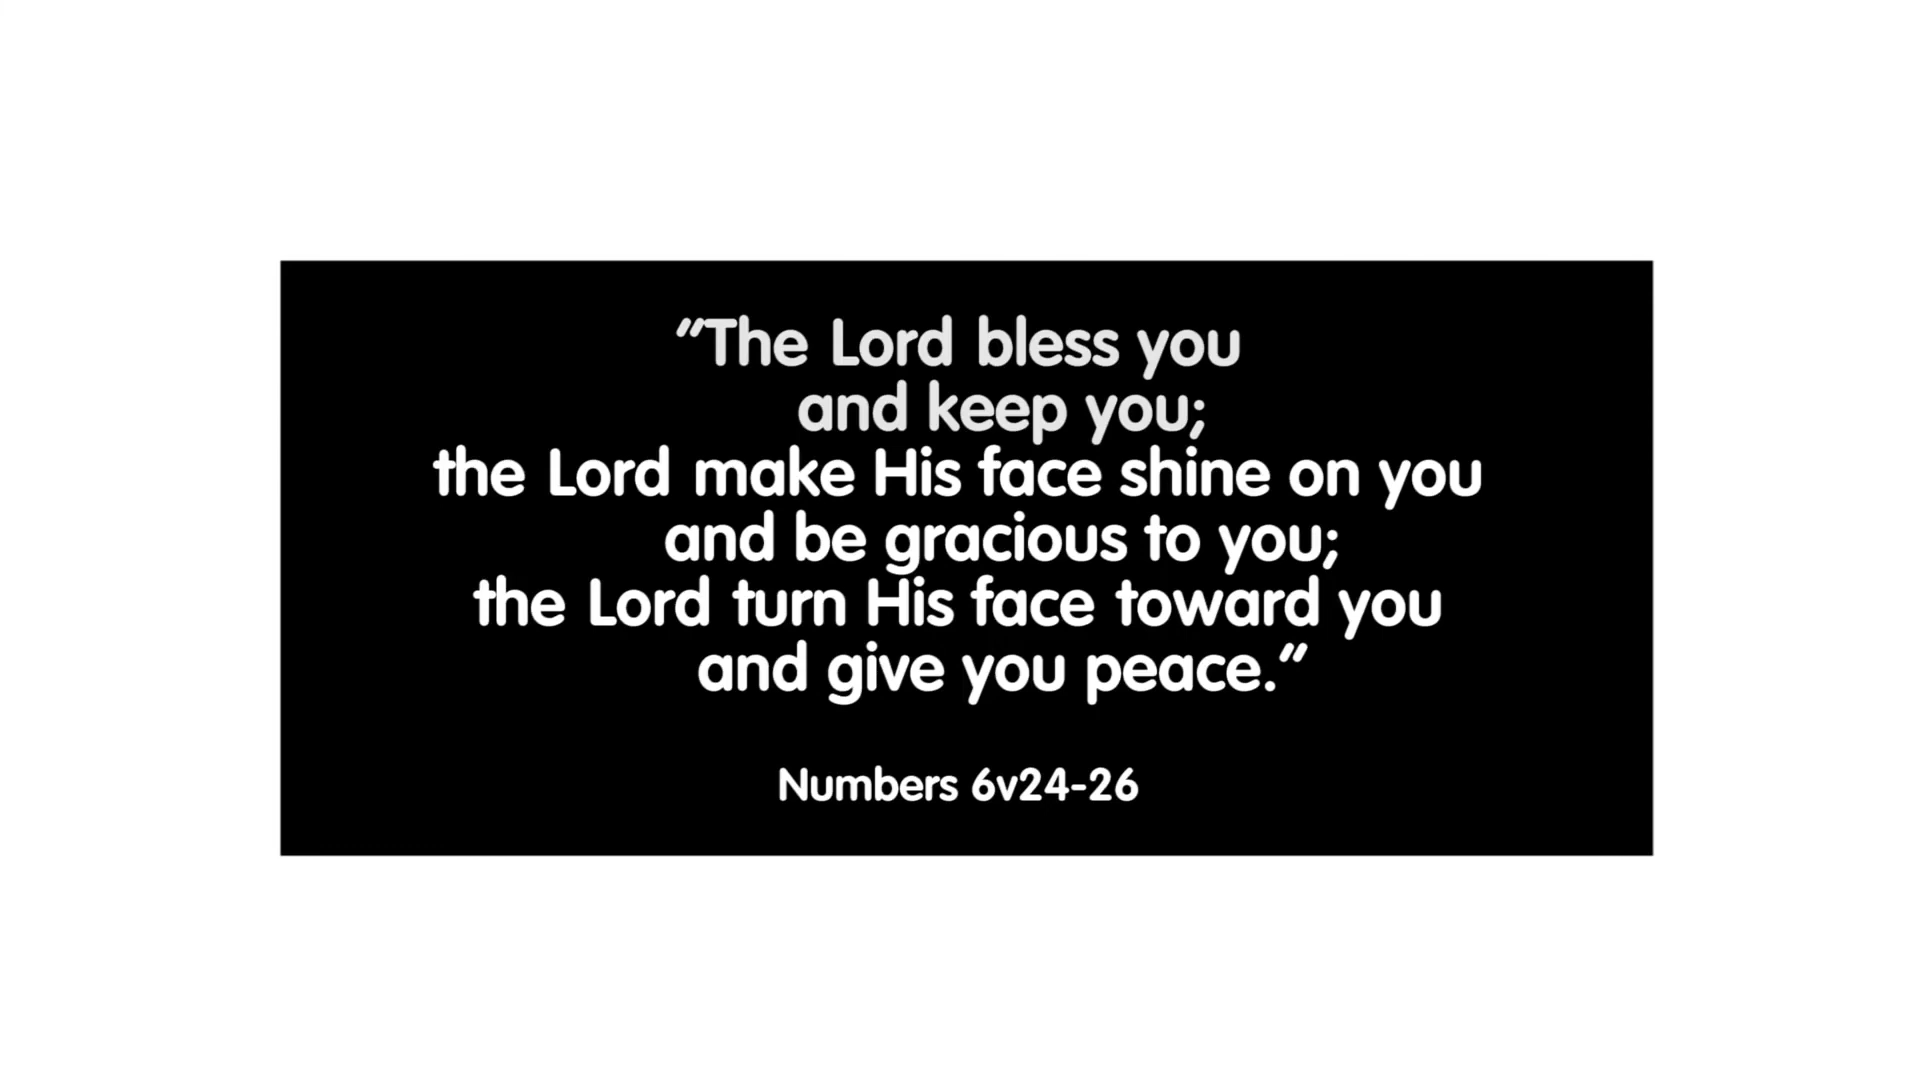 “The Lord bless you
and keep you;
the Lord make His face shine on you
and be gracious to you;
the Lord turn His face toward you
and give you peace.”
Numbers 6v24-26